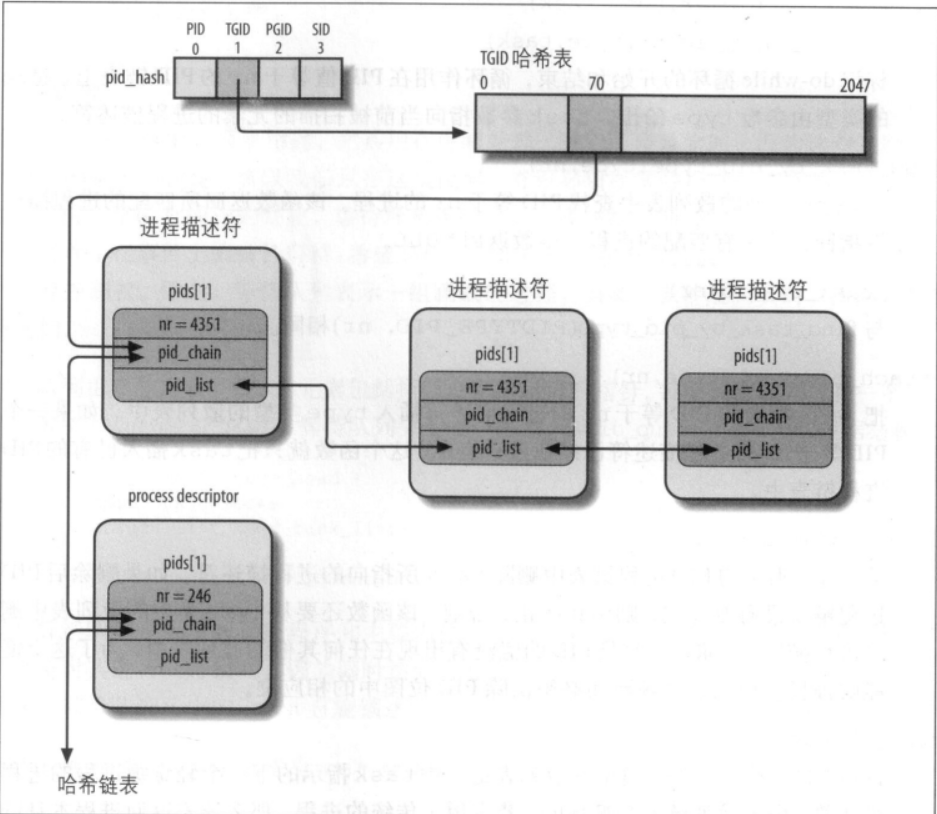 PID TGID PGID SID
0 1 2 3
pid_hash
TGID 哈希表
0 70 2047
进程描述符
pids[1]
nr = 4351
pid_chain
pid_list
进程描述符
pids[1]
nr = 4351
pid_chain
pid_list
进程描述符
pids[1]
nr = 4351
pid_chain
pid_list
process descriptor
pids[1]
nr = 246
pid_chain
pid_list
哈希链表